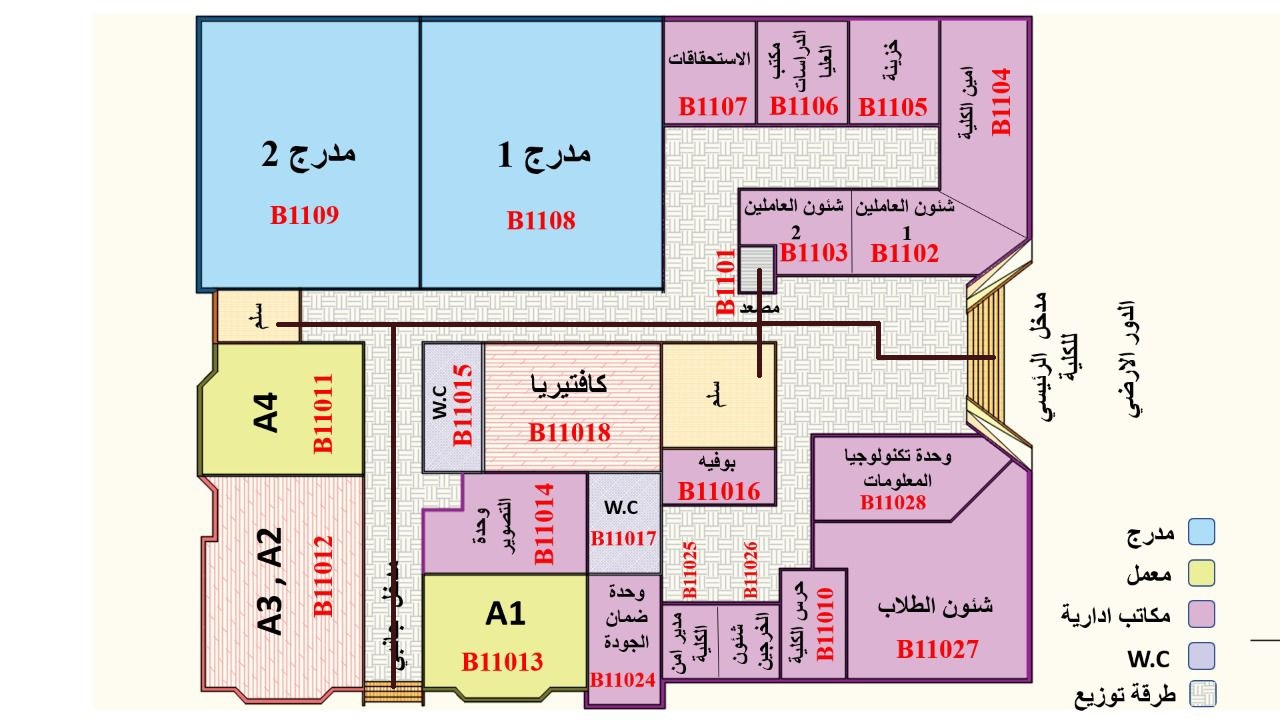 مدرج 2
B1109
مدرج 1
B1108
الاستحقاقات
B1107
مكتب
الدراسات
العليا
B1106
خزينة
B1105
امين الكلية
B1104
شئون العاملين
2
B1103
شئون العاملين
1
B1102
B1101
مصعد
سلم
مدخل الرئيسي
للكلية
الدور الارضي
A4
B11011
W.C
B11015
كافتيريا
B11018
سلم
بوفيه
B11016
وحدة تكنولوجيا
المعلومات
B11028
A3 , A2
B11012
مدخل جانبي
وحدة
التصوير
B11014
W.C
B11017
B11025
B11026
A1
B11013
وحدة
ضمان
الجودة
B11024
مدير امن
الكلية
شئون
الخرجين
حرس الكلية
B11010
شئون الطلاب
B11027
مدرج
معمل
مكاتب ادارية
W.C
طرقة توزيع